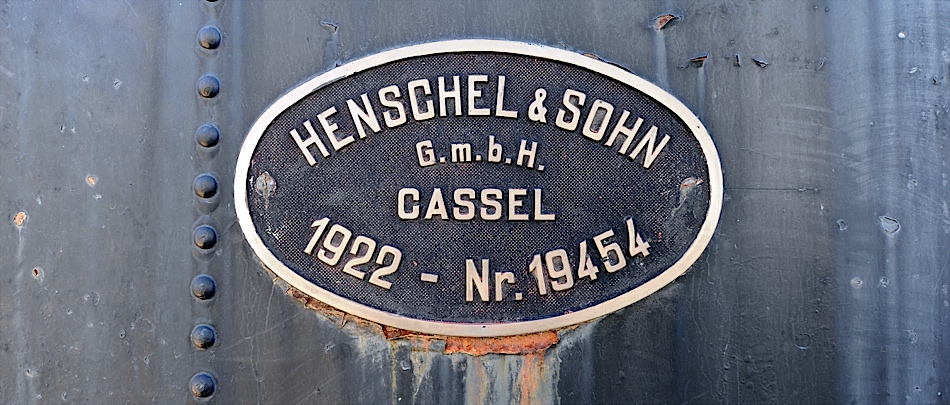 HENSCHEL & SOHN
G.m.b.H.
CASSEL
1922 - Nr. 19454